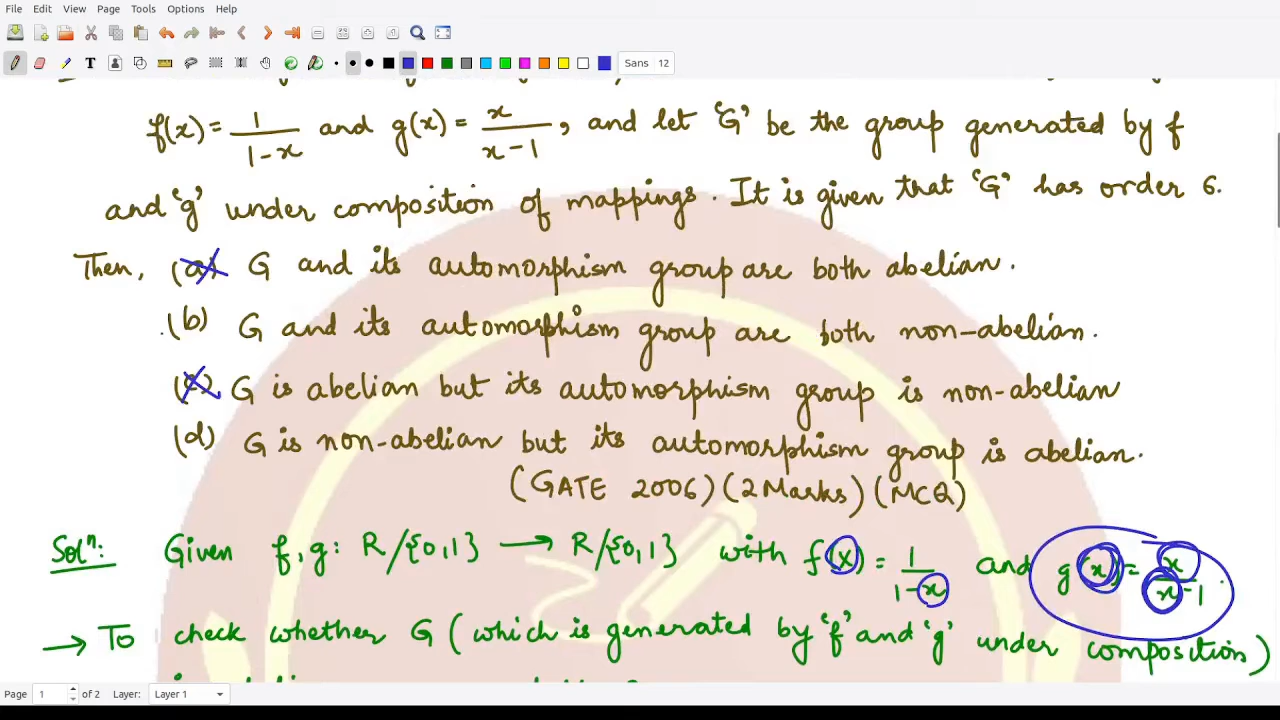 File Edit View Page Tools Options Help
Sans 12
f(x) = 1/(1-x) and g(x) = x/(x-1), and let 'G' be the group generated by f
and 'g' under composition of mappings. It is given that 'G' has order 6.
Then, (a) G and its automorphism group are both abelian.
(b) G and its automorphism group are both non-abelian.
(c) G is abelian but its automorphism group is non-abelian
(d) G is non-abelian but its automorphism group is abelian.
(GATE 2006) (2 Marks) (MCQ)
Solⁿ: Given f, g: R/{0,1} → R/{0,1} with f(x) = 1/(1-x) and g(x) = x/(x-1).
→ To check whether G (which is generated by 'f' and 'g' under composition)
Page 1 of 2 Layer: Layer 1